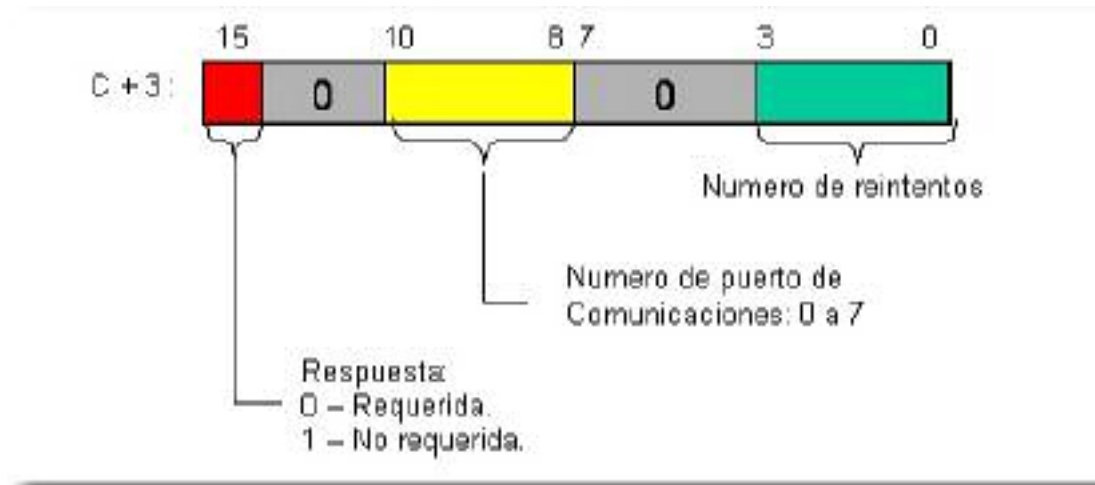 15 10 8 7 3 0
C + 3: 0 0
Numero de reintentos
Numero de puerto de
Comunicaciones: 0 a 7
Respuesta:
0 – Requerida.
1 – No requerida.